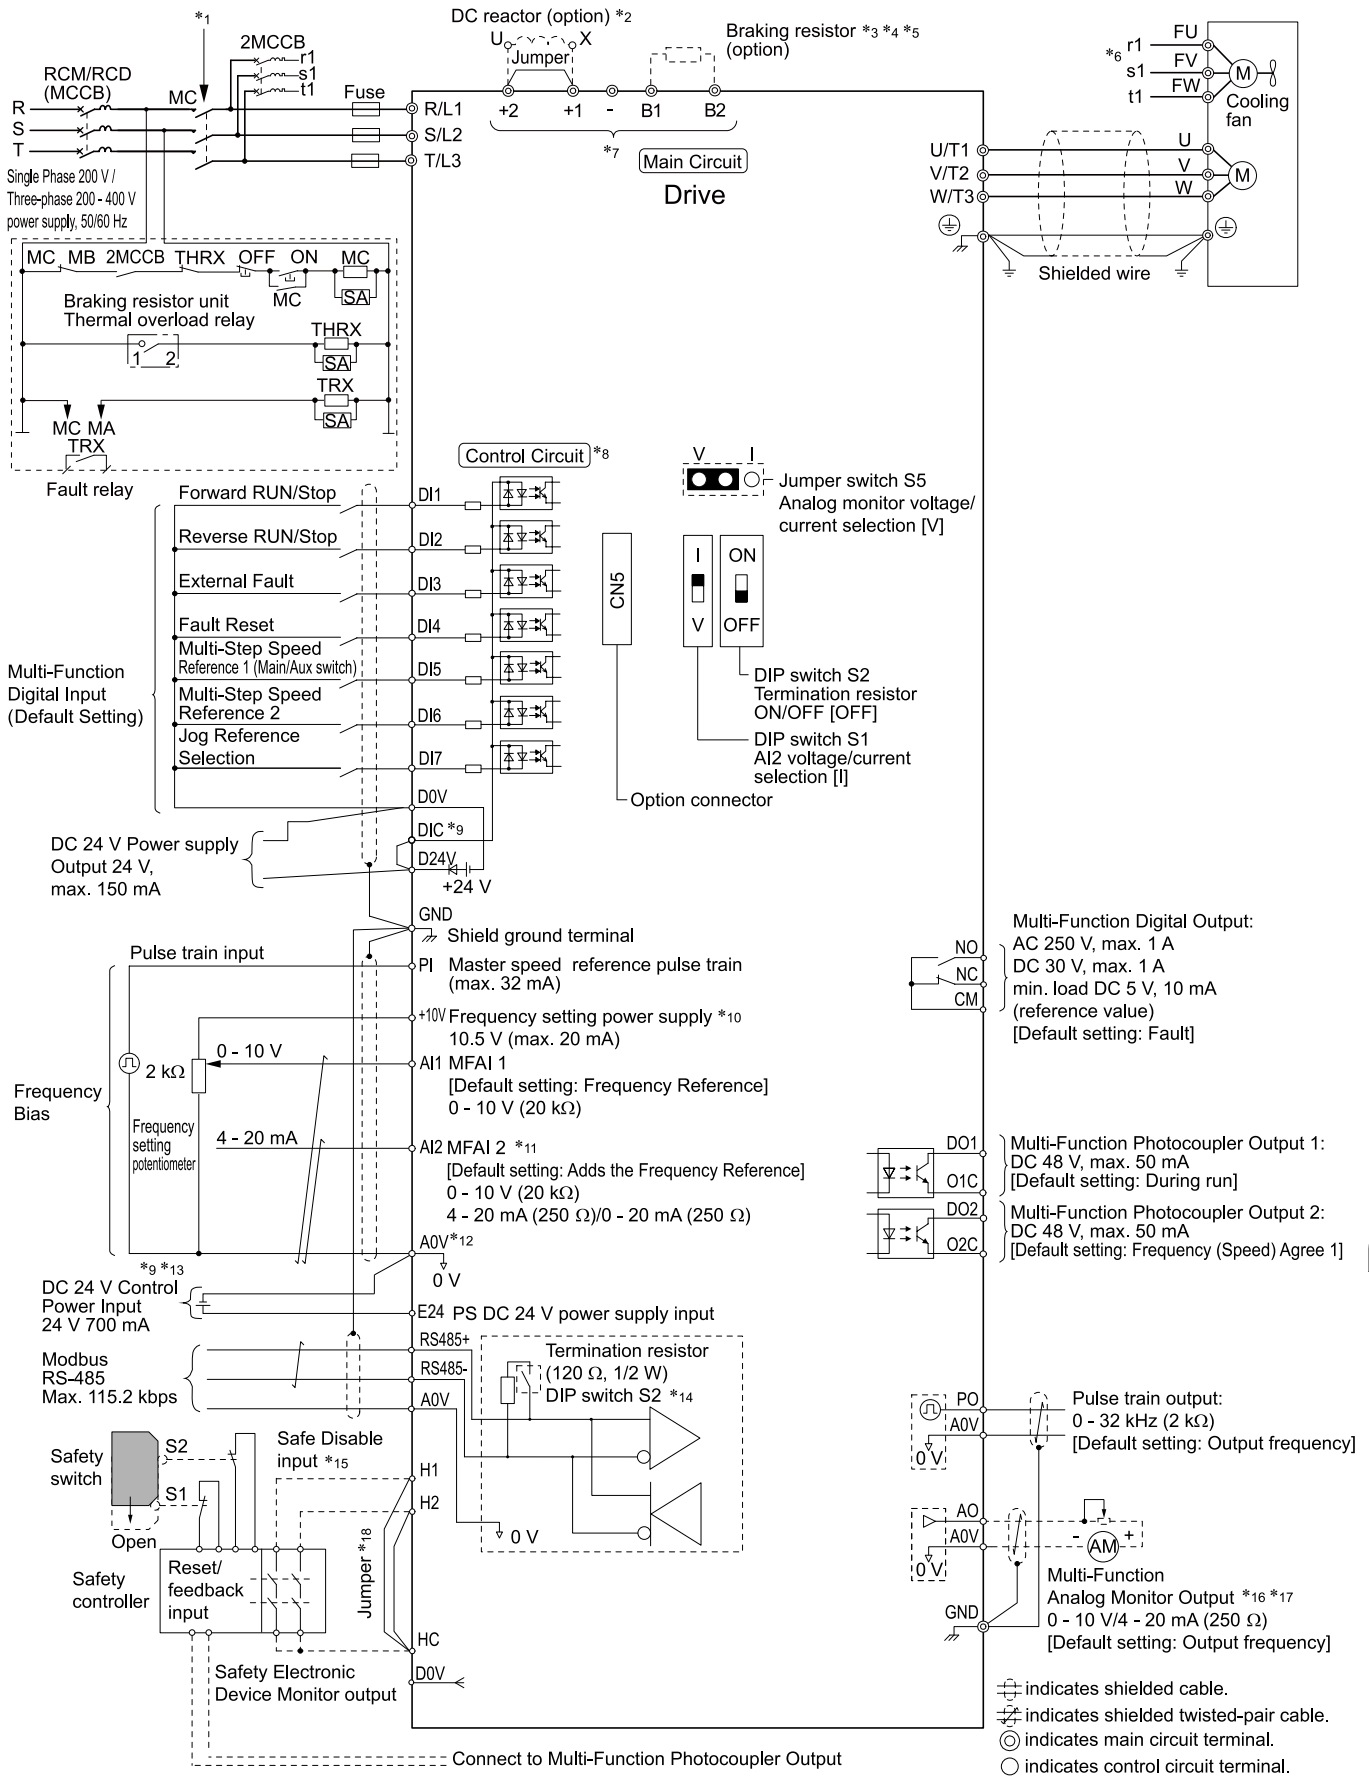 *1
DC reactor (option) *2
U X
Jumper
Braking resistor *3 *4 *5
(option)
2MCCB
r1
s1
t1
RCM/RCD
(MCCB)
MC
Fuse
R
S
T
R/L1
S/L2
T/L3
+2 +1 - B1 B2
*7
Main Circuit
Drive
*6
r1 FU
s1 FV
t1 FW
M
Cooling
fan
U/T1 U
V/T2 V
W/T3 W
M
Shielded wire
Single Phase 200 V /
Three-phase 200 - 400 V
power supply, 50/60 Hz
MC MB 2MCCB THRX OFF ON MC
MC
SA
Braking resistor unit
Thermal overload relay
1 2
THRX
SA
TRX
SA
MC MA
TRX
Fault relay
Control Circuit *8
V I
Jumper switch S5
Analog monitor voltage/
current selection [V]
I
V
ON
OFF
CN5
DIP switch S2
Termination resistor
ON/OFF [OFF]
DIP switch S1
AI2 voltage/current
selection [I]
Option connector
Multi-Function
Digital Input
(Default Setting)
Forward RUN/Stop
DI1
Reverse RUN/Stop
DI2
External Fault
DI3
Fault Reset
DI4
Multi-Step Speed
Reference 1 (Main/Aux switch)
DI5
Multi-Step Speed
Reference 2
DI6
Jog Reference
Selection
DI7
D0V
DIC *9
D24V
+24 V
DC 24 V Power supply
Output 24 V,
max. 150 mA
GND
Shield ground terminal
Pulse train input
PI
Master speed reference pulse train
(max. 32 mA)
+10V
Frequency setting power supply *10
10.5 V (max. 20 mA)
0 - 10 V
2 kΩ
AI1 MFAI 1
[Default setting: Frequency Reference]
0 - 10 V (20 kΩ)
Frequency
Bias
Frequency
setting
potentiometer
4 - 20 mA
AI2 MFAI 2 *11
[Default setting: Adds the Frequency Reference]
0 - 10 V (20 kΩ)
4 - 20 mA (250 Ω)/0 - 20 mA (250 Ω)
A0V *12
0 V
*9 *13
DC 24 V Control
Power Input
24 V 700 mA
E24 PS DC 24 V power supply input
Modbus
RS-485
Max. 115.2 kbps
RS485+
RS485-
A0V
Termination resistor
(120 Ω, 1/2 W)
DIP switch S2 *14
0 V
Safety
switch
S2
S1
Open
Safe Disable
input *15
H1
H2
Jumper *18
Safety
controller
Reset/
feedback
input
HC
Safety Electronic
Device Monitor output
D0V
Connect to Multi-Function Photocoupler Output
NO
NC
CM
Multi-Function Digital Output:
AC 250 V, max. 1 A
DC 30 V, max. 1 A
min. load DC 5 V, 10 mA
(reference value)
[Default setting: Fault]
DO1
O1C
Multi-Function Photocoupler Output 1:
DC 48 V, max. 50 mA
[Default setting: During run]
DO2
O2C
Multi-Function Photocoupler Output 2:
DC 48 V, max. 50 mA
[Default setting: Frequency (Speed) Agree 1]
PO
A0V
0 V
Pulse train output:
0 - 32 kHz (2 kΩ)
[Default setting: Output frequency]
AO
A0V
0 V
- AM +
GND
Multi-Function
Analog Monitor Output *16 *17
0 - 10 V/4 - 20 mA (250 Ω)
[Default setting: Output frequency]
indicates shielded cable.
indicates shielded twisted-pair cable.
indicates main circuit terminal.
indicates control circuit terminal.